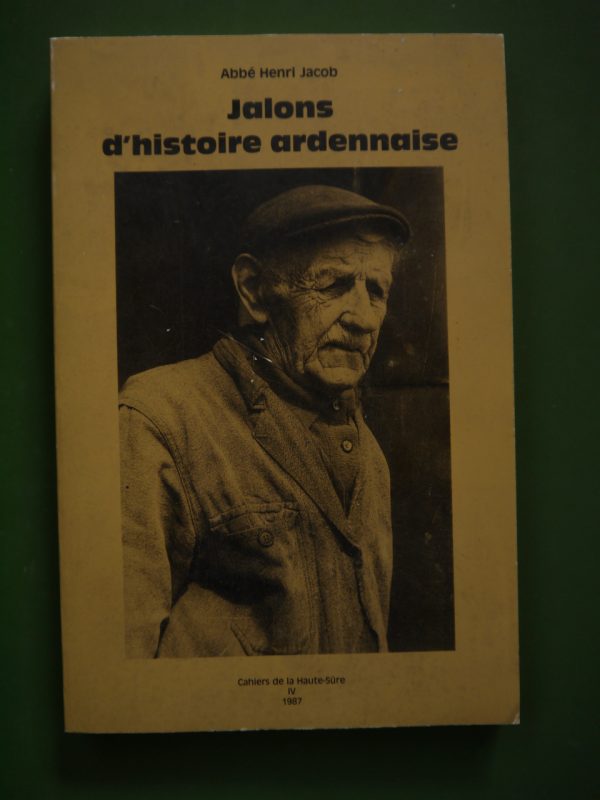 Abbé Henri Jacob
Jalons
d'histoire ardennaise
Cahiers de la Haute-Sûre
IV
1987